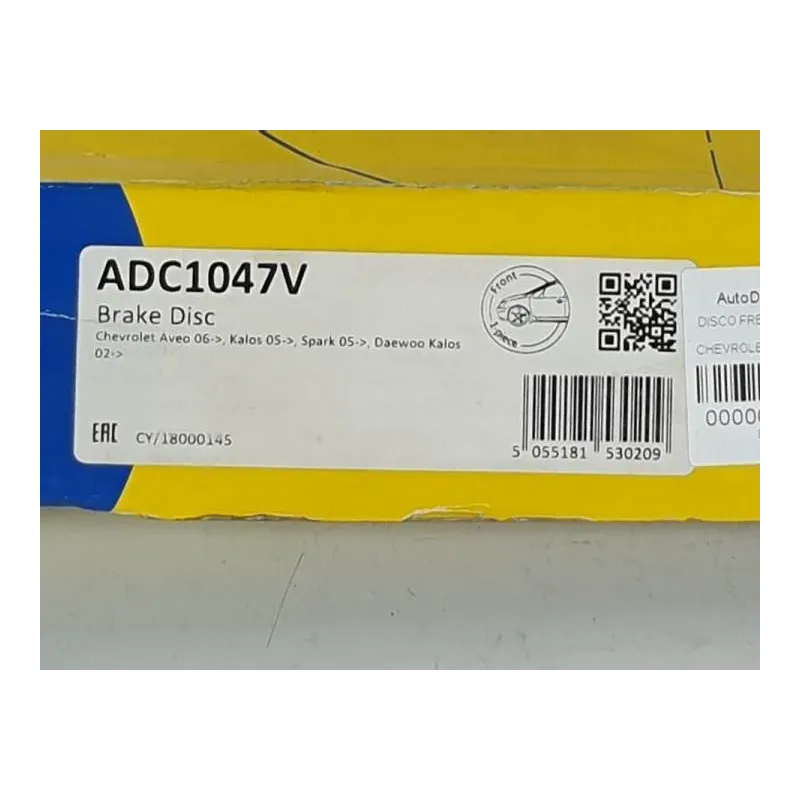 ADC1047V
Brake Disc
Chevrolet Aveo 06->, Kalos 05->, Spark 05->, Daewoo Kalos
02->
EAC CY/18000145
Front
1-piece
5 055181 530209
AutoD
DISCO FRE
CHEVROLE
0000